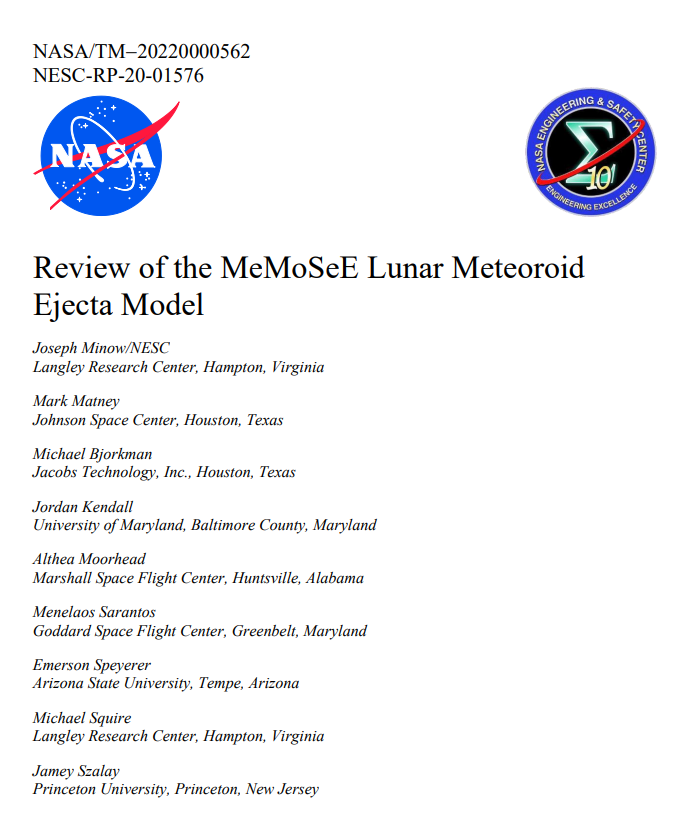 NASA/TM−20220000562
NESC-RP-20-01576
NASA
NASA ENGINEERING & SAFETY CENTER
Σ
10
ENGINEERING EXCELLENCE
Review of the MeMoSeE Lunar Meteoroid
Ejecta Model
Joseph Minow/NESC
Langley Research Center, Hampton, Virginia
Mark Matney
Johnson Space Center, Houston, Texas
Michael Bjorkman
Jacobs Technology, Inc., Houston, Texas
Jordan Kendall
University of Maryland, Baltimore County, Maryland
Althea Moorhead
Marshall Space Flight Center, Huntsville, Alabama
Menelaos Sarantos
Goddard Space Flight Center, Greenbelt, Maryland
Emerson Speyerer
Arizona State University, Tempe, Arizona
Michael Squire
Langley Research Center, Hampton, Virginia
Jamey Szalay
Princeton University, Princeton, New Jersey